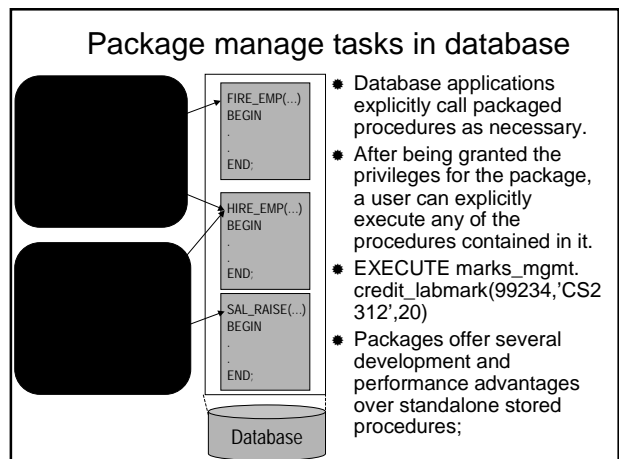 Package manage tasks in database
FIRE_EMP(...)
BEGIN
.
.
END;
HIRE_EMP(...)
BEGIN
.
.
END;
SAL_RAISE(...)
BEGIN
.
.
END;
Database
Database applications
explicitly call packaged
procedures as necessary.
After being granted the
privileges for the package,
a user can explicitly
execute any of the
procedures contained in it.
EXECUTE marks_mgmt.
credit_labmark(99234,'CS2
312',20)
Packages offer several
development and
performance advantages
over standalone stored
procedures;